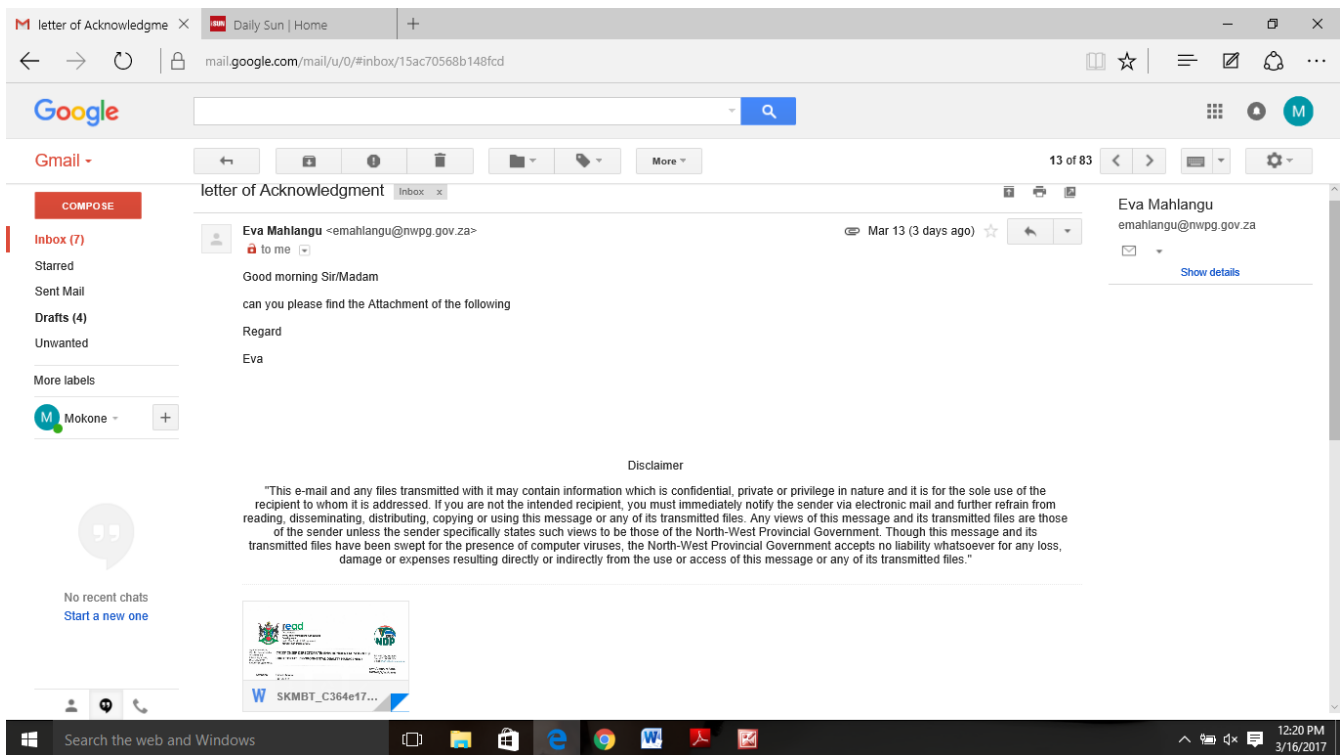 letter of Acknowledgme
Daily Sun | Home
mail.google.com/mail/u/0/#inbox/15ac70568b148fcd
Google
M
Gmail
More
13 of 83
COMPOSE
Inbox (7)
Starred
Sent Mail
Drafts (4)
Unwanted
More labels
M Mokone
No recent chats
Start a new one
letter of Acknowledgment Inbox x
Eva Mahlangu <emahlangu@nwpg.gov.za>
Mar 13 (3 days ago)
to me
Good morning Sir/Madam
can you please find the Attachment of the following
Regard
Eva
Disclaimer
"This e-mail and any files transmitted with it may contain information which is confidential, private or privilege in nature and it is for the sole use of the
recipient to whom it is addressed. If you are not the intended recipient, you must immediately notify the sender via electronic mail and further refrain from
reading, disseminating, distributing, copying or using this message or any of its transmitted files. Any views of this message and its transmitted files are those
of the sender unless the sender specifically states such views to be those of the North-West Provincial Government. Though this message and its
transmitted files have been swept for the presence of computer viruses, the North-West Provincial Government accepts no liability whatsoever for any loss,
damage or expenses resulting directly or indirectly from the use or access of this message or any of its transmitted files."
read
NDP
W SKMBT_C364e17...
Eva Mahlangu
emahlangu@nwpg.gov.za
Show details
Search the web and Windows
12:20 PM
3/16/2017